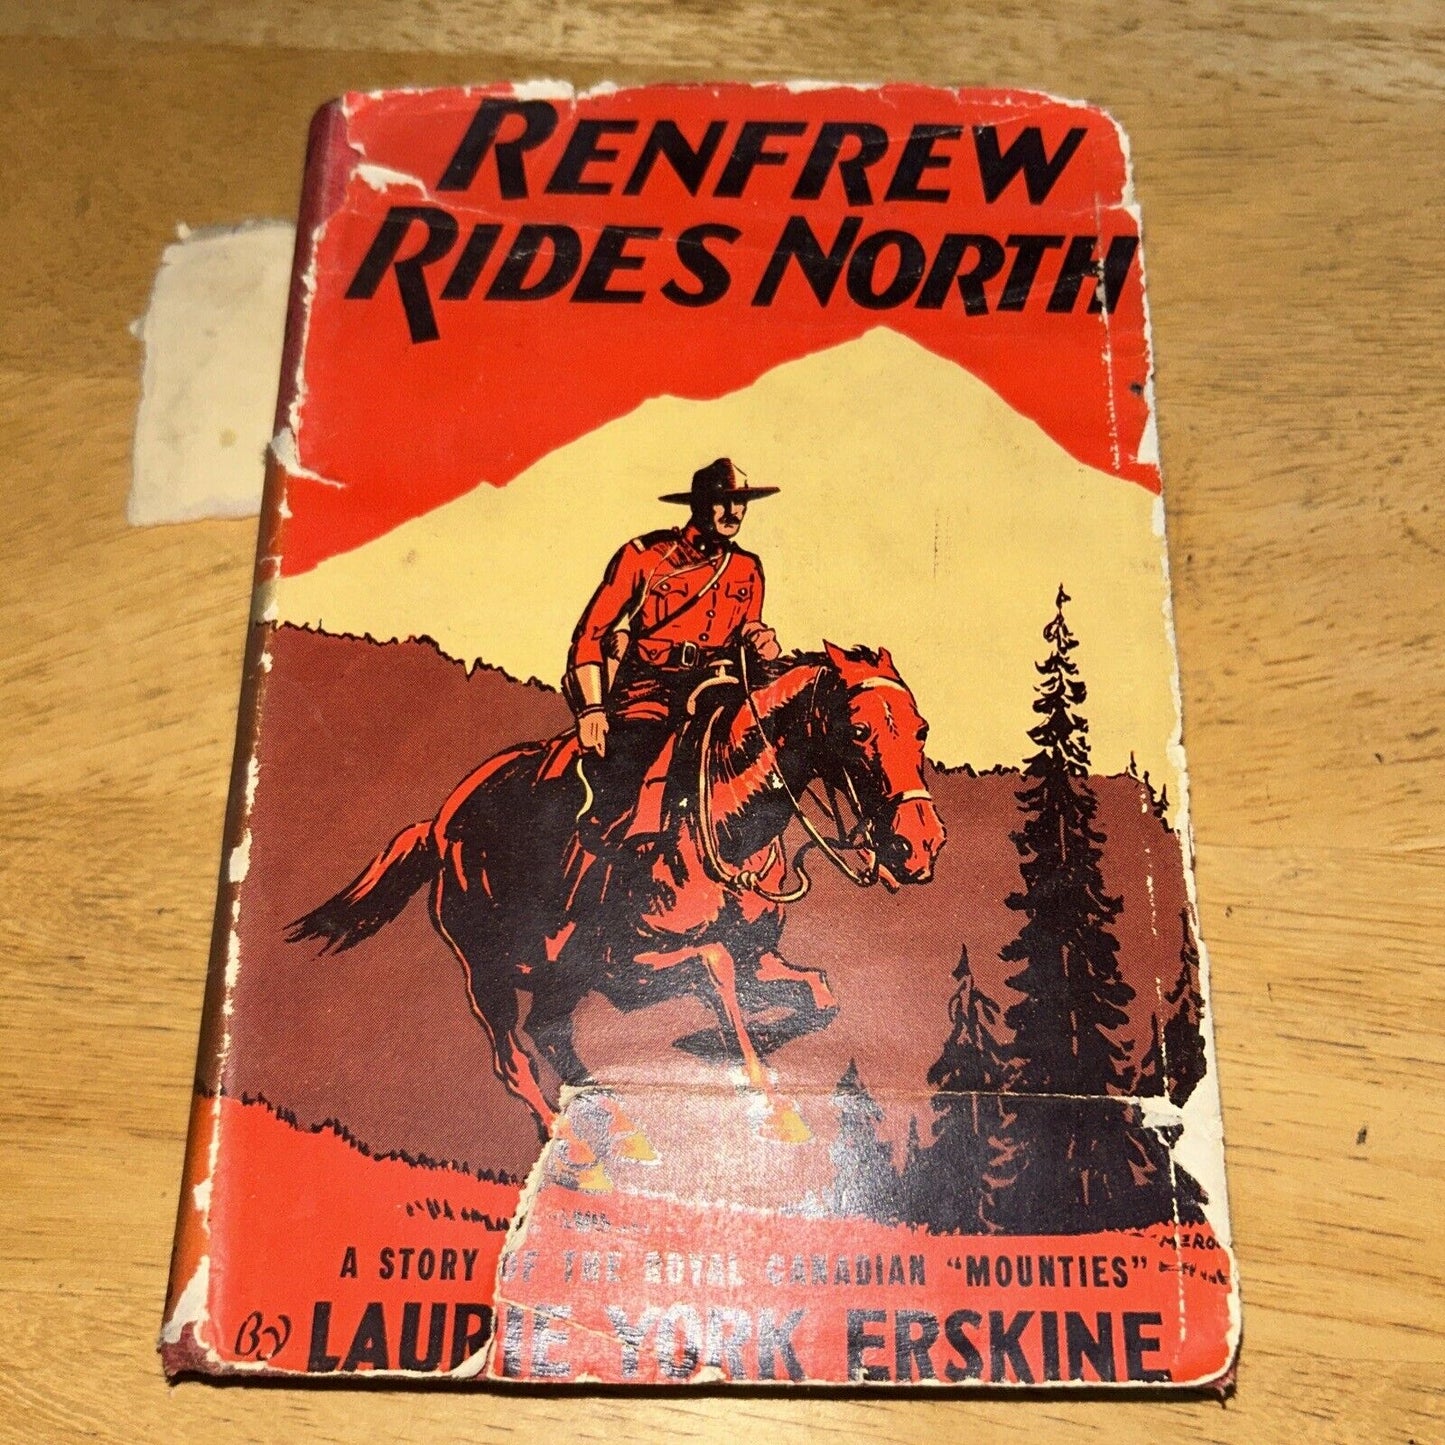 RENFREW
RIDES NORTH
A STORY OF THE ROYAL CANADIAN "MOUNTIES"
By LAURIE YORK ERSKINE